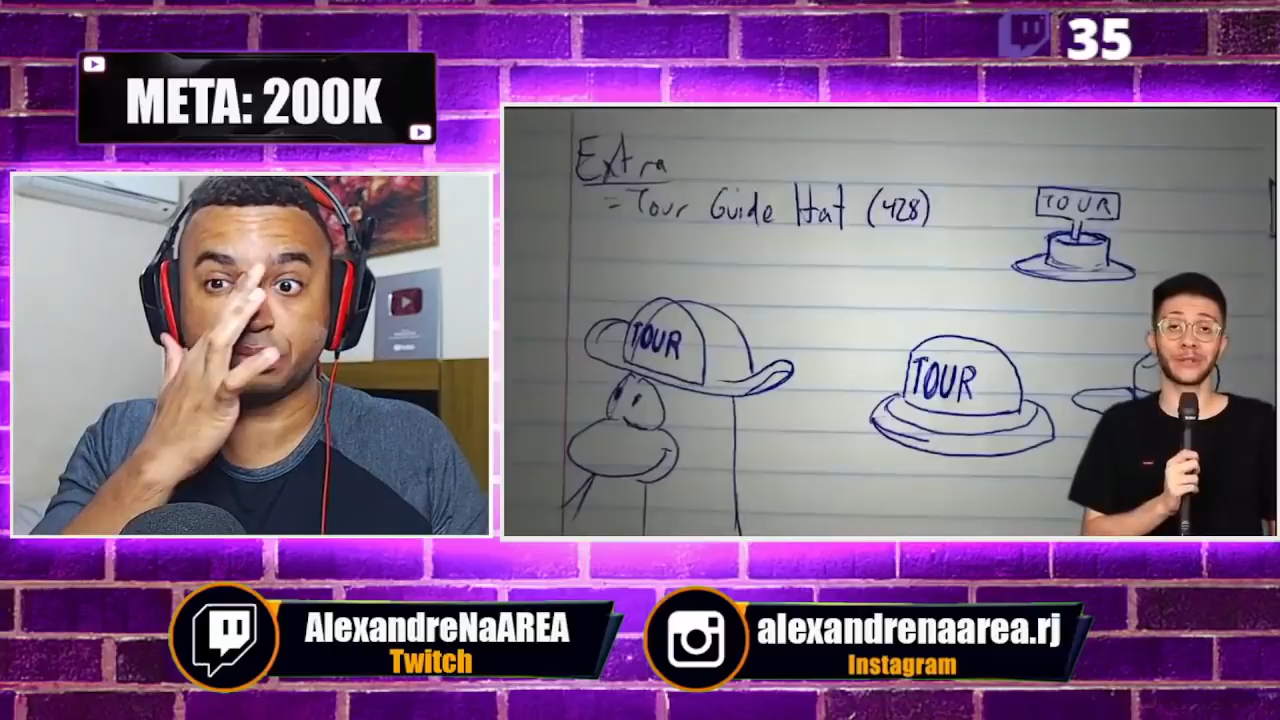 35
META: 200K
Extra
= Tour Guide Hat (428)
TOUR
TOUR
TOUR
AlexandreNaAREA
Twitch
alexandrenaarea.rj
Instagram